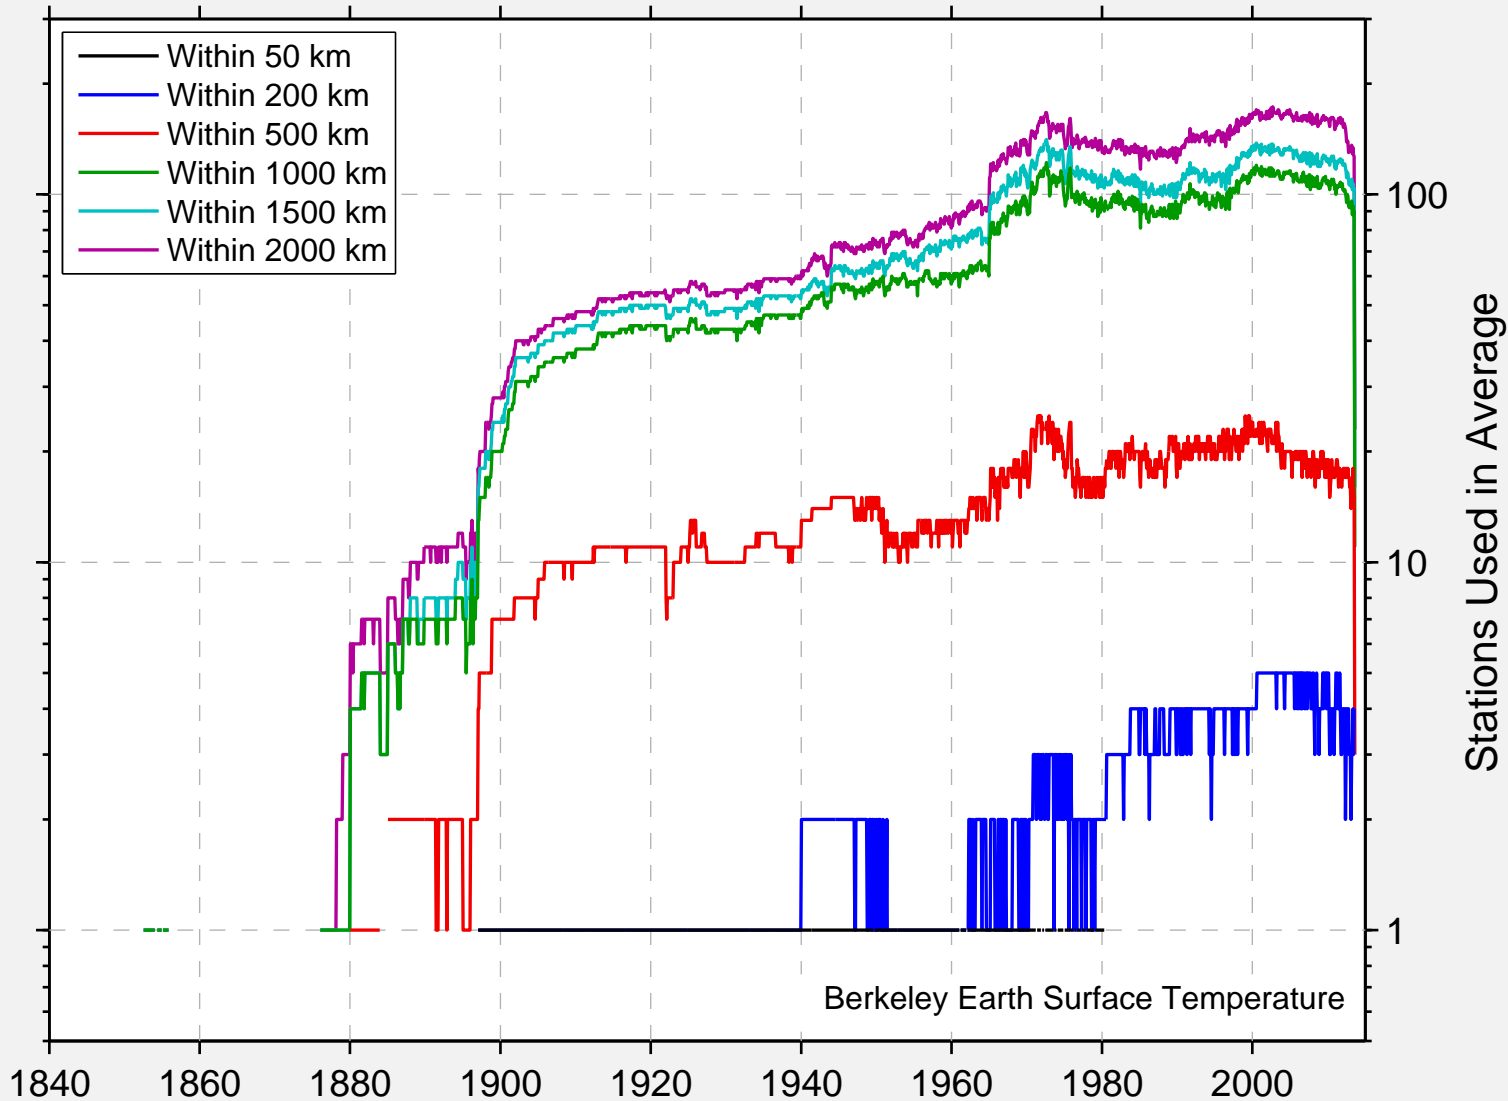 Within 50 km
Within 200 km
Within 500 km
Within 1000 km
Within 1500 km
Within 2000 km
100
10
1
Stations Used in Average
Berkeley Earth Surface Temperature
1840 1860 1880 1900 1920 1940 1960 1980 2000